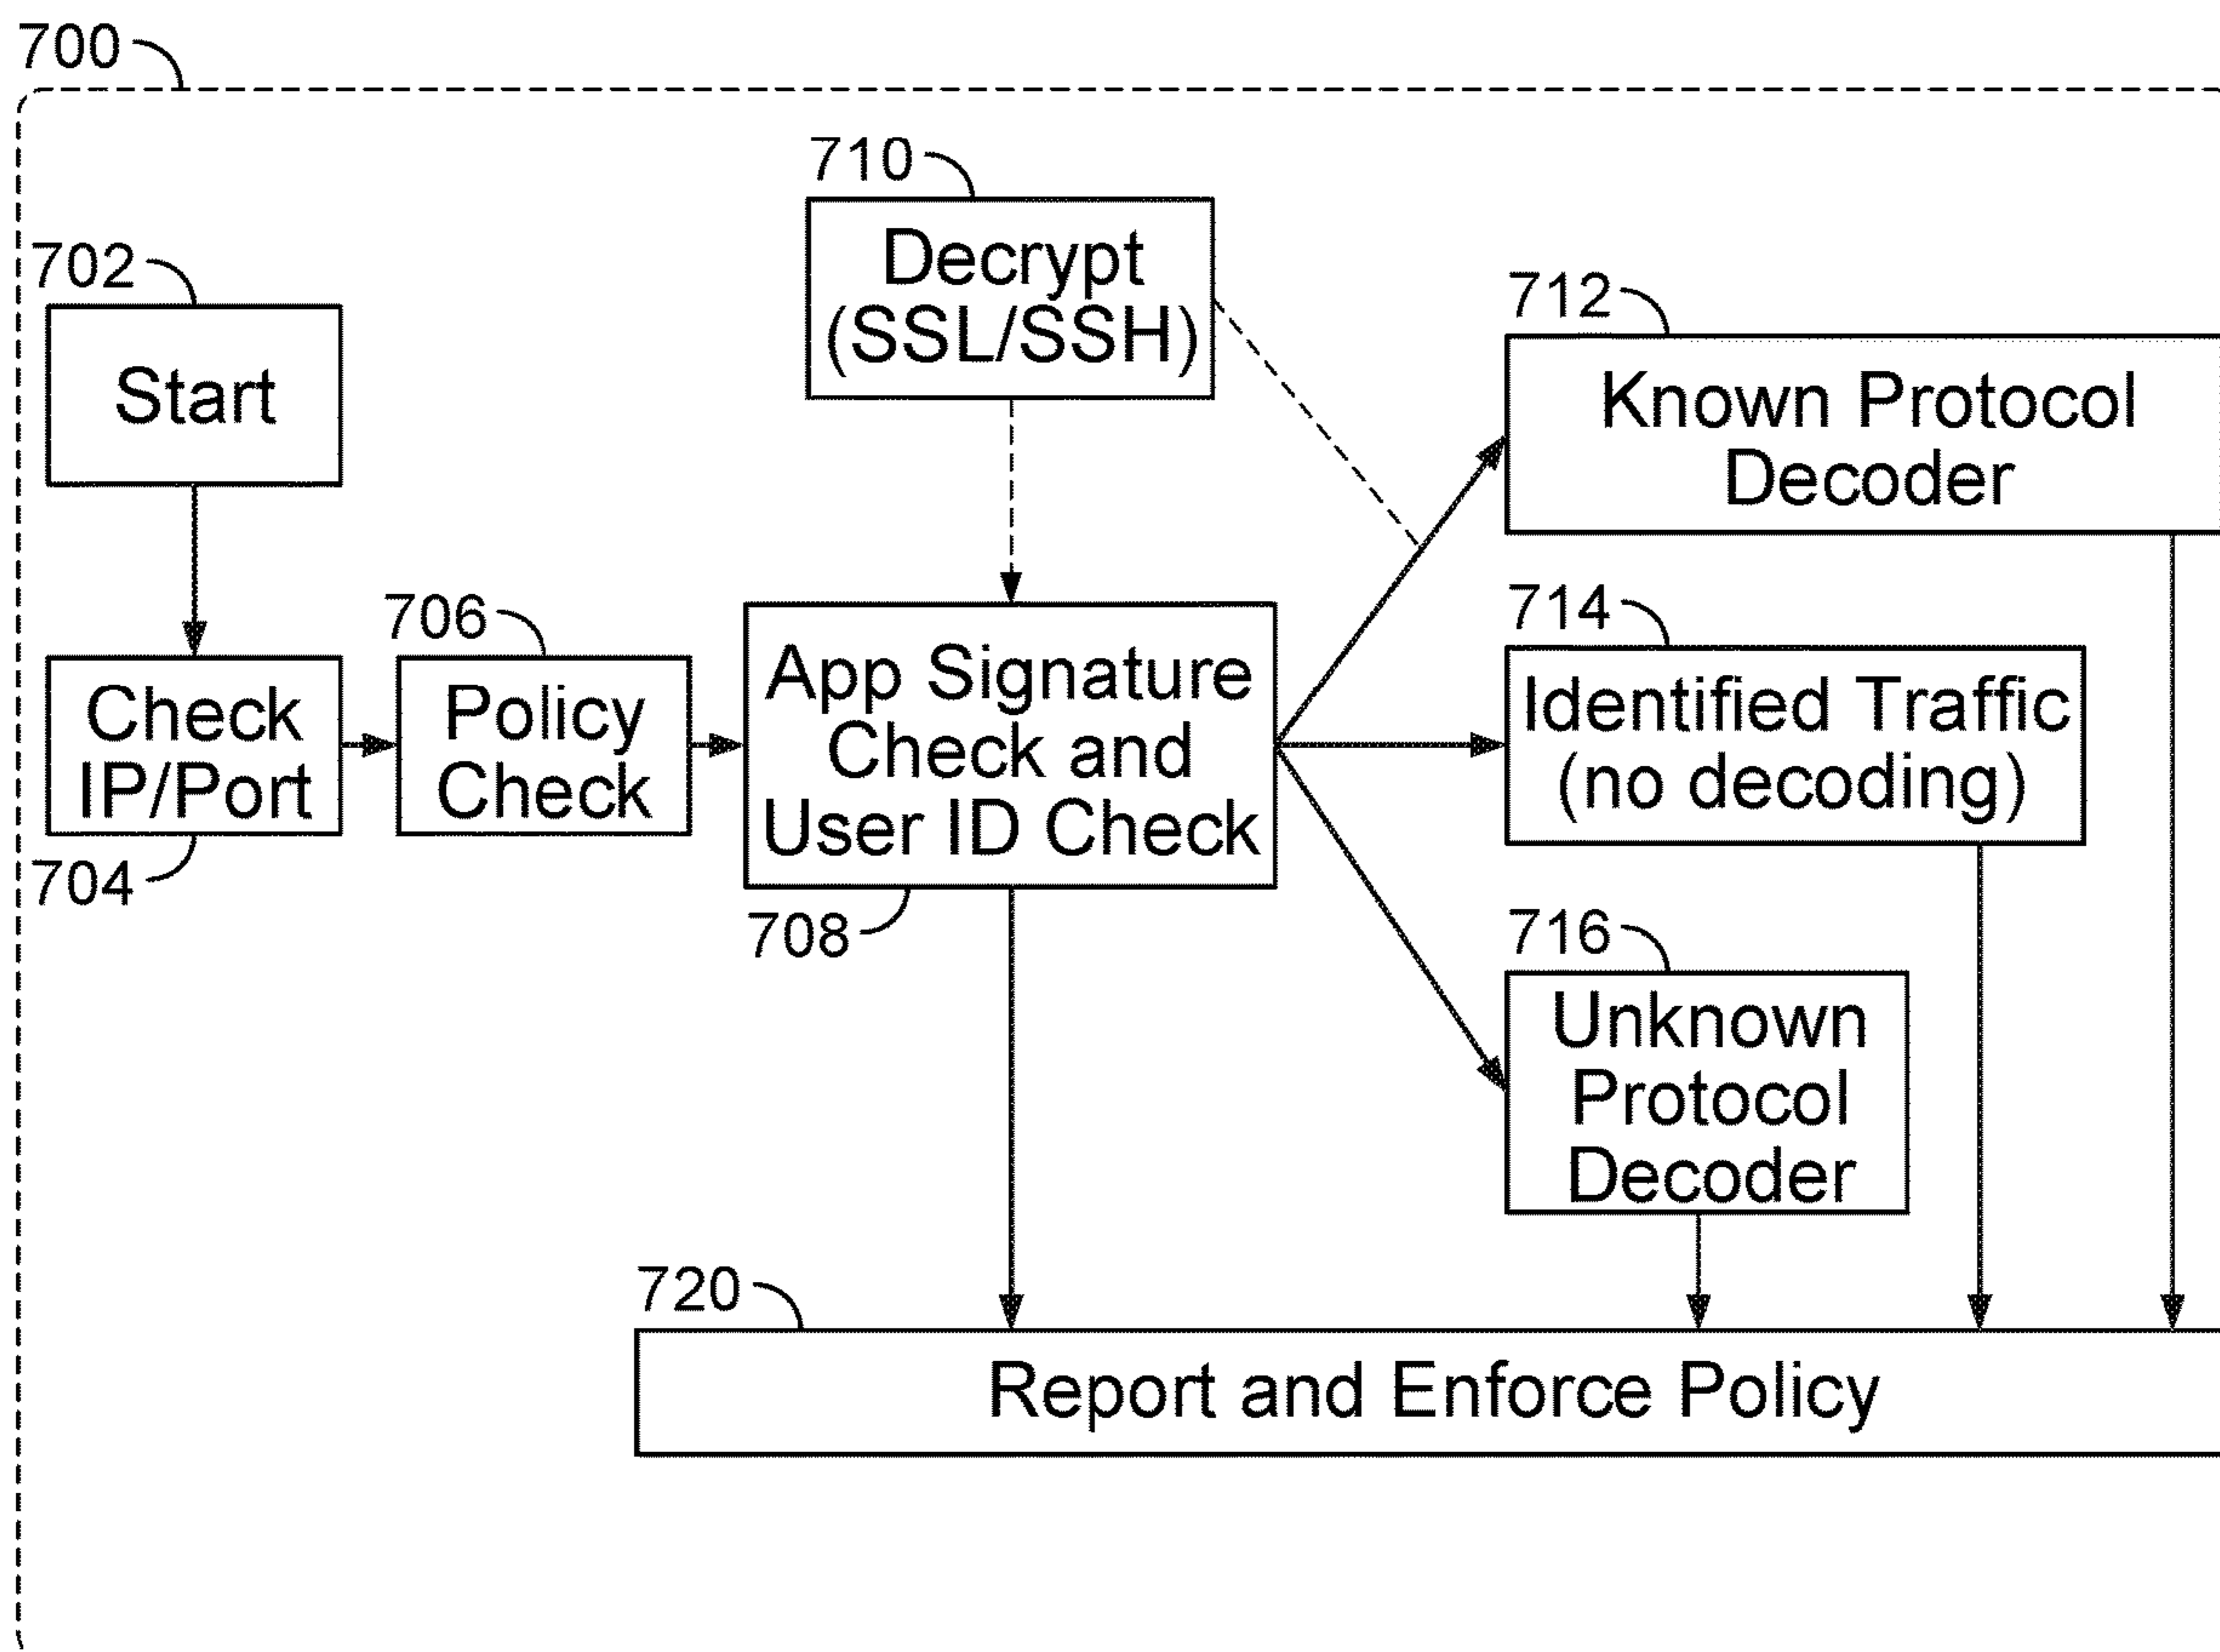 700
710
Decrypt
(SSL/SSH)
702
Start
712
Known Protocol
Decoder
706
Check
IP/Port
704
Policy
Check
App Signature
Check and
User ID Check
708
714
Identified Traffic
(no decoding)
716
Unknown
Protocol
Decoder
720
Report and Enforce Policy